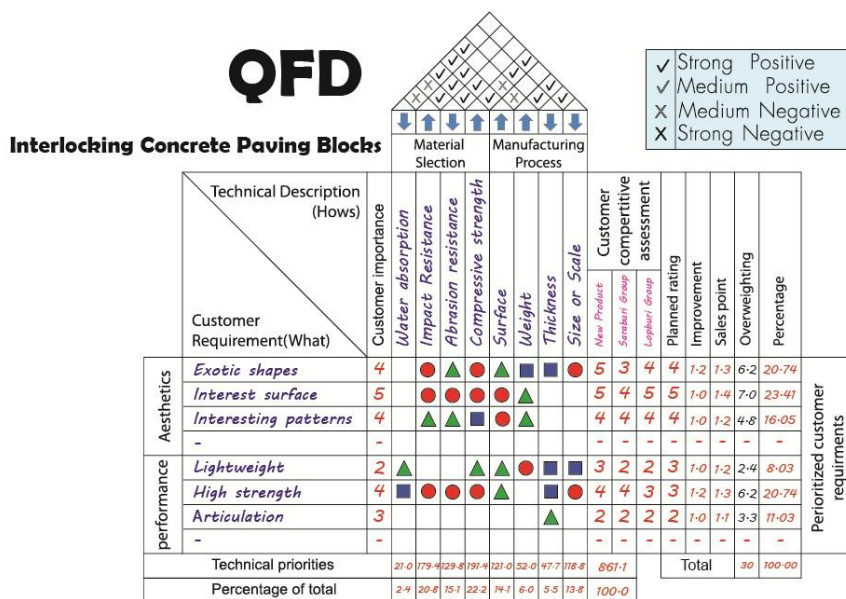 QFD
Interlocking Concrete Paving Blocks
Strong Positive
Medium Positive
Medium Negative
Strong Negative
Material Slection
Manufacturing Process
Technical Description (Hows)
Customer Requirement(What)
Customer importance
Water absorption
Impact Resistance
Abrasion resistance
Compressive strength
Surface
Weight
Thickness
Size or Scale
Customer compertitive assessment
New Product
Saraburi Group
Lopburi Group
Planned rating
Improvement
Sales point
Overweighting
Percentage
Aesthetics
Exotic shapes 4 5 3 4 4 1.2 1.3 6.2 20.74
Interest surface 5 5 4 5 5 1.0 1.4 7.0 23.41
Interesting patterns 4 4 4 4 4 1.0 1.2 4.8 16.05
- - - - - - - - - -
performance
Lightweight 2 3 2 2 3 1.0 1.2 2.4 8.03
High strength 4 4 4 3 3 1.2 1.3 6.2 20.74
Articulation 3 2 2 2 2 1.0 1.1 3.3 11.03
- - - - - - - - - -
Perioritized customer requirments
Technical priorities 21.0 179.4 129.8 191.4 121.0 52.0 47.7 118.8 861.1 Total 30 100.00
Percentage of total 2.4 20.8 15.1 22.2 14.1 6.0 5.5 13.8 100.0